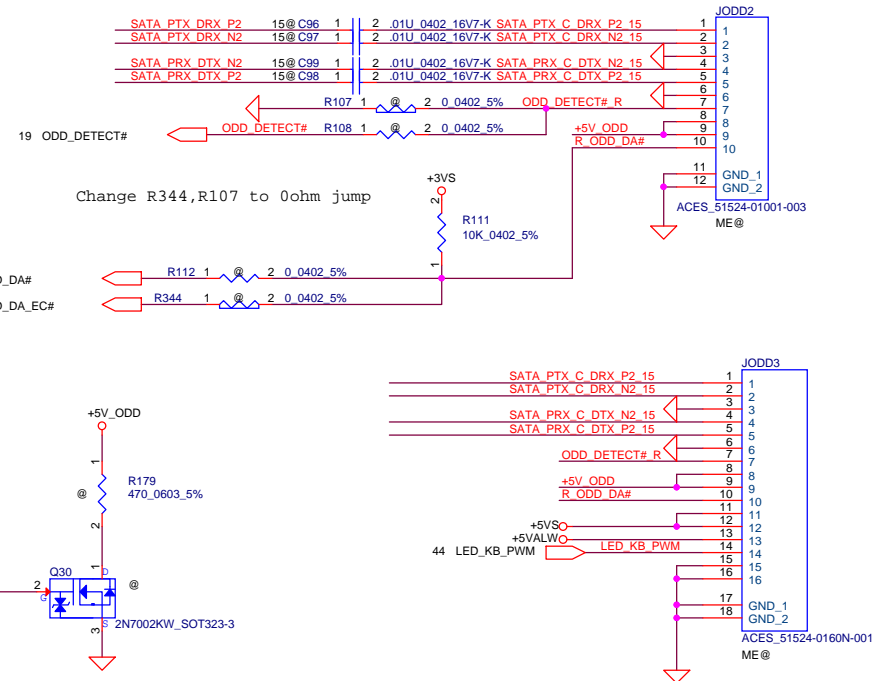 JODD2
SATA_PTX_DRX_P2 15@ C96 1 2 .01U_0402_16V7-K SATA_PTX_C_DRX_P2_15 1 1
SATA_PTX_DRX_N2 15@ C97 1 2 .01U_0402_16V7-K SATA_PTX_C_DRX_N2_15 2 2
3 3
SATA_PRX_DTX_N2 15@ C99 1 2 .01U_0402_16V7-K SATA_PRX_C_DTX_N2_15 4 4
SATA_PRX_DTX_P2 15@ C98 1 2 .01U_0402_16V7-K SATA_PRX_C_DTX_P2_15 5 5
6 6
R107 1 @ 2 0_0402_5% ODD_DETECT#_R 7 7
8 8
19 ODD_DETECT# ODD_DETECT# R108 1 @ 2 0_0402_5% +5V_ODD 9 9
R_ODD_DA# 10 10
11 GND_1
12 GND_2
ACES_51524-01001-003
ME@
Change R344,R107 to 0ohm jump
+3VS
2
R111
10K_0402_5%
1
D_DA# R112 1 @ 2 0_0402_5%
D_DA_EC# R344 1 @ 2 0_0402_5%
JODD3
SATA_PTX_C_DRX_P2_15 1 1
SATA_PTX_C_DRX_N2_15 2 2
3 3
SATA_PRX_C_DTX_N2_15 4 4
SATA_PRX_C_DTX_P2_15 5 5
6 6
ODD_DETECT#_R 7 7
8 8
+5V_ODD 9 9
R_ODD_DA# 10 10
11 11
+5VS 12 12
+5VALW 13 13
44 LED_KB_PWM LED_KB_PWM 14 14
15 15
16 16
17 GND_1
18 GND_2
ACES_51524-0160N-001
ME@
+5V_ODD
1
R179
@ 470_0603_5%
2
Q30 1 D
2 G @
3 S 2N7002KW_SOT323-3